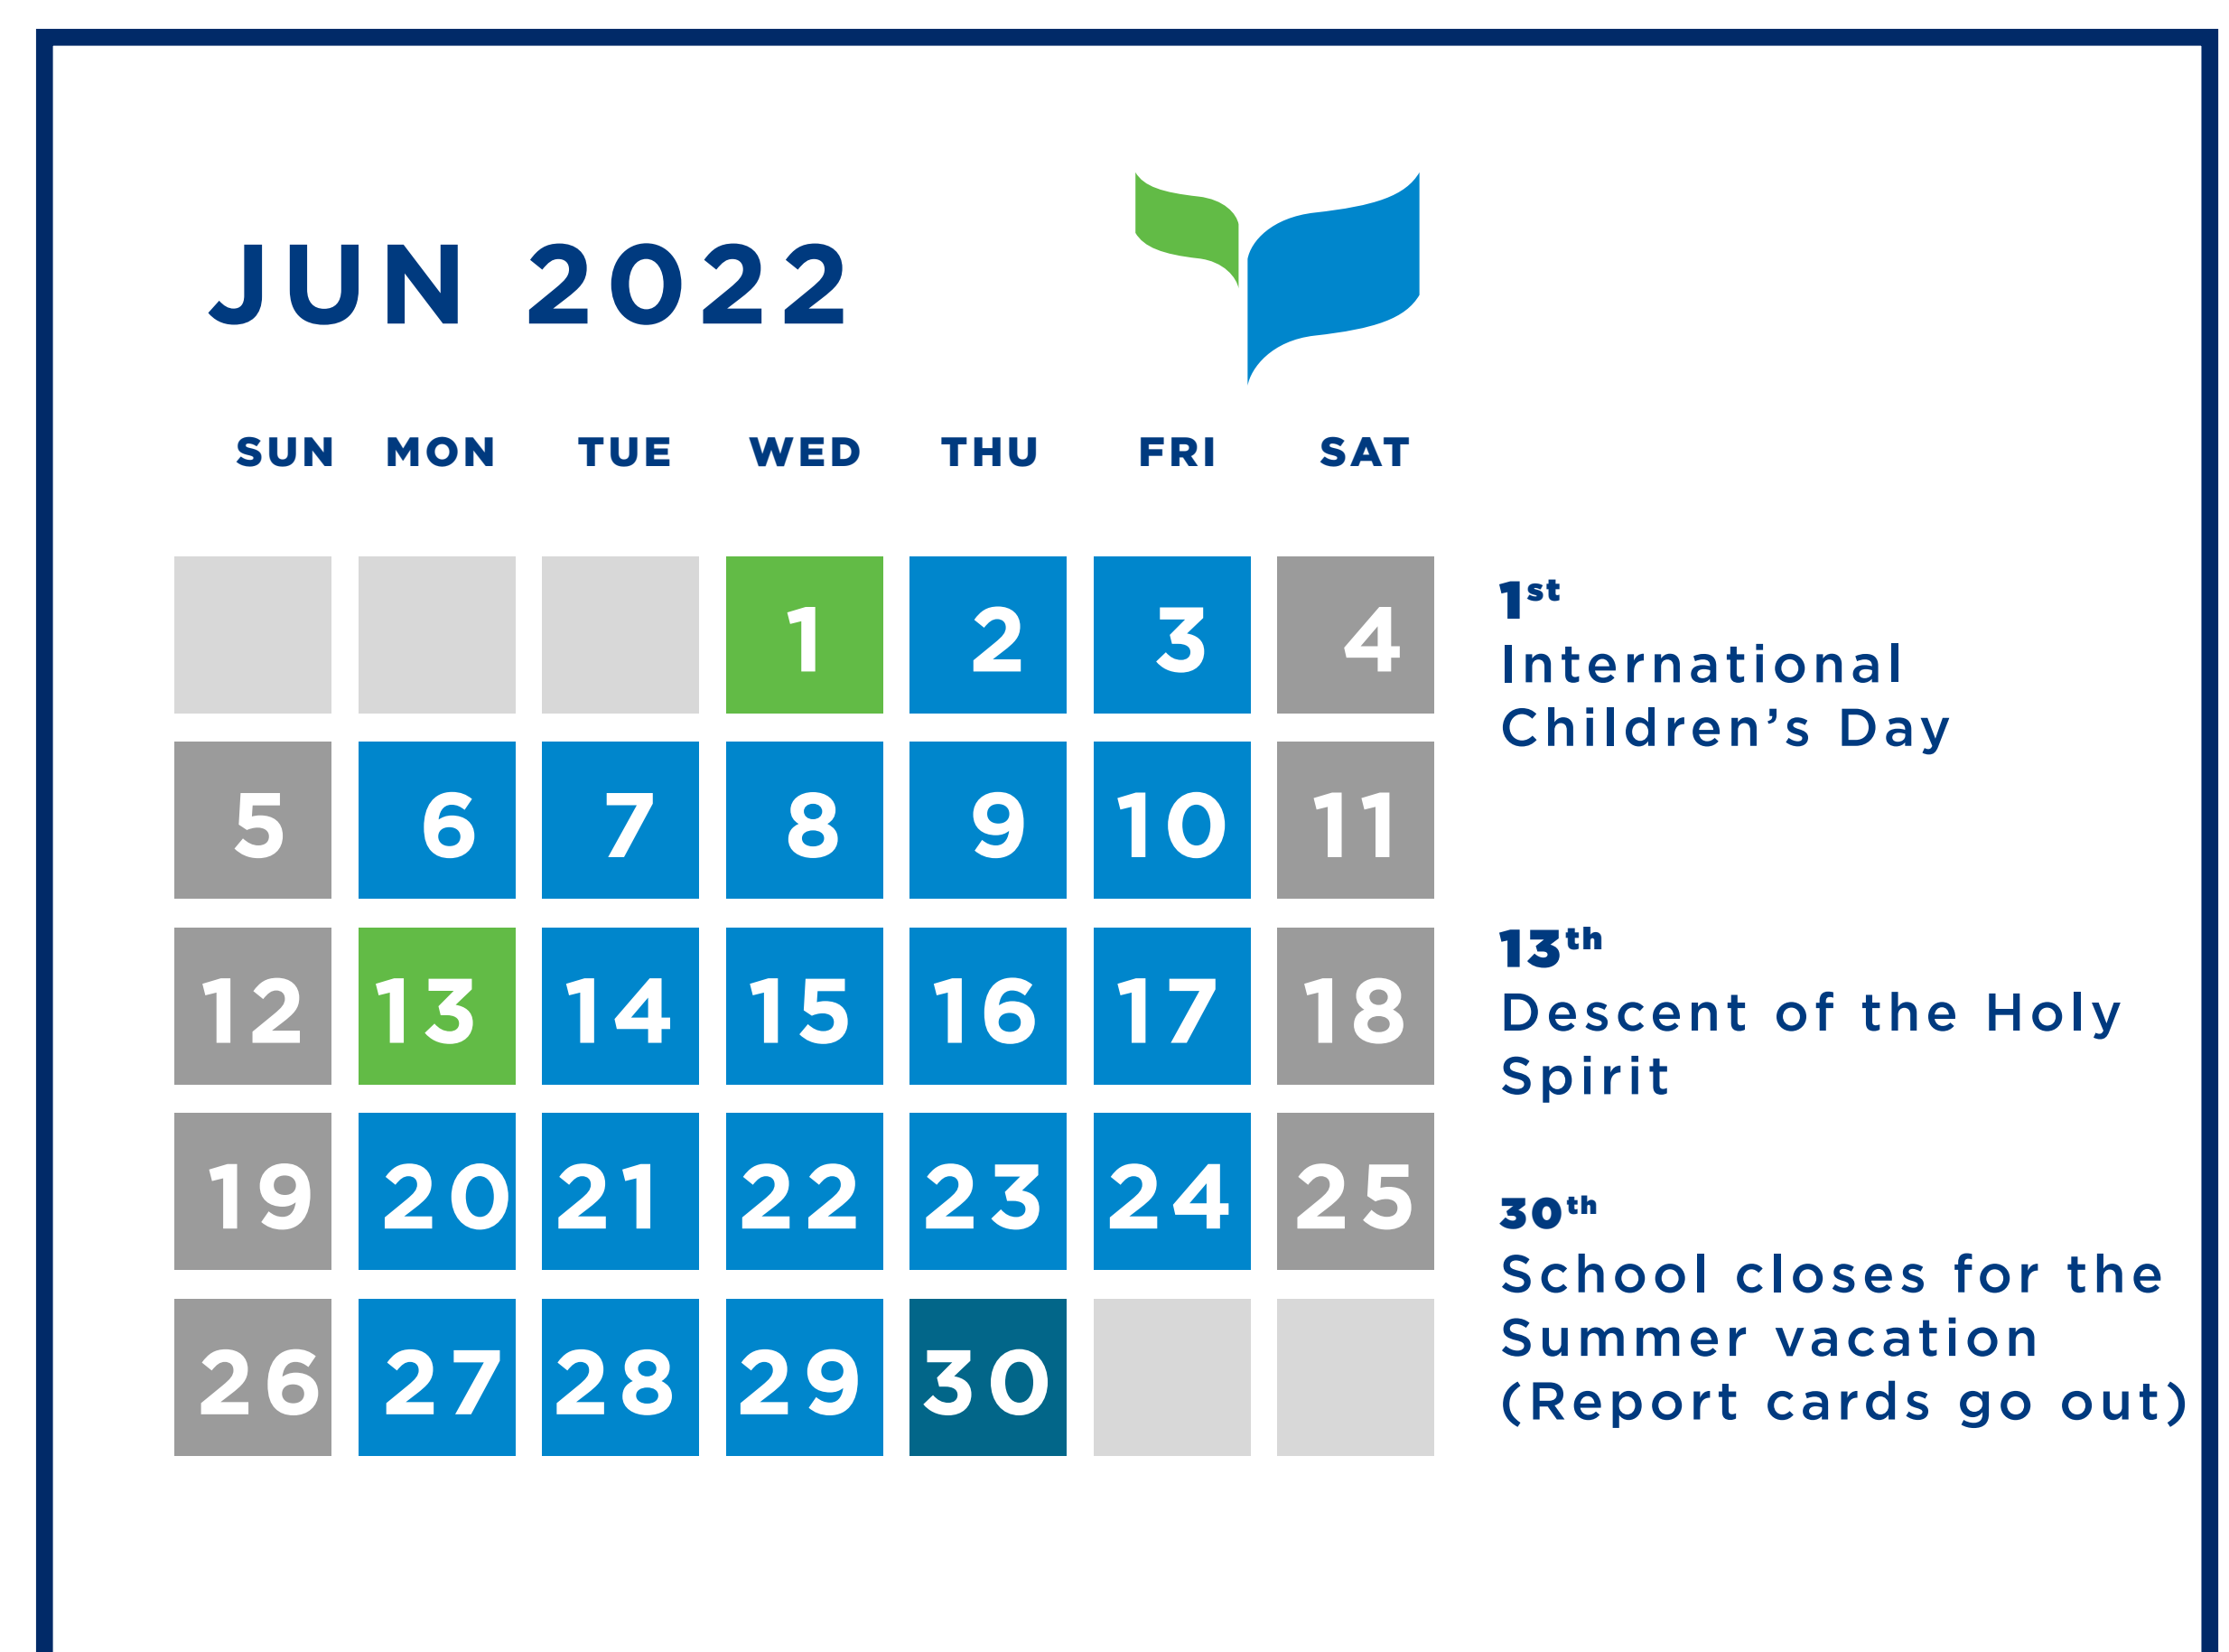 JUN 2022
SUN MON TUE WED THU FRI SAT
1 2 3 4
5 6 7 8 9 10 11
12 13 14 15 16 17 18
19 20 21 22 23 24 25
26 27 28 29 30
1st
International
Children’s Day
13th
Descent of the Holy
Spirit
30th
School closes for the
Summer vacation
(Report cards go out)